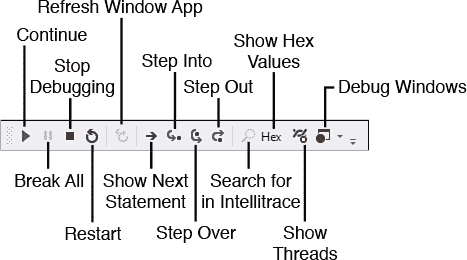 Refresh Window App
Continue
Stop
Debugging
Step Into
Step Out
Show Hex
Values
Debug Windows
Hex
Break All
Restart
Show Next
Statement
Step Over
Search for
in Intellitrace
Show
Threads